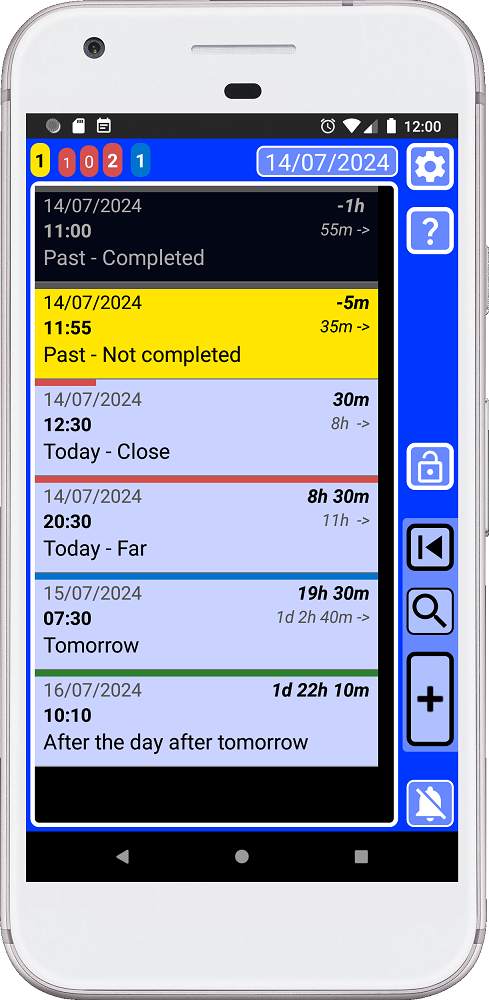 12:00
1 1 0 2 1 14/07/2024
?
14/07/2024 -1h
11:00 55m ->
Past - Completed
14/07/2024 -5m
11:55 35m ->
Past - Not completed
14/07/2024 30m
12:30 8h ->
Today - Close
14/07/2024 8h 30m
20:30 11h ->
Today - Far
15/07/2024 19h 30m
07:30 1d 2h 40m ->
Tomorrow
16/07/2024 1d 22h 10m
10:10
After the day after tomorrow
+